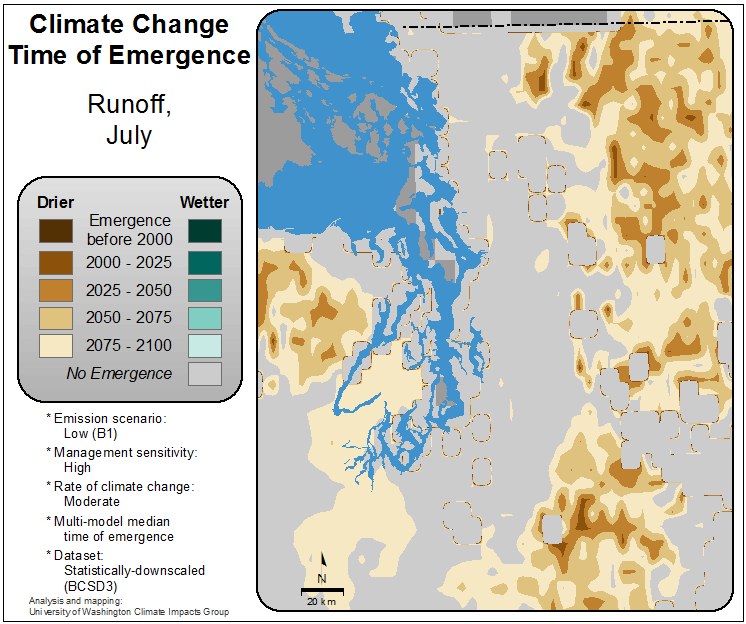 Climate Change
Time of Emergence
Runoff,
July
Drier Wetter
Emergence
before 2000
2000 - 2025
2025 - 2050
2050 - 2075
2075 - 2100
No Emergence
* Emission scenario:
Low (B1)
* Management sensitivity:
High
* Rate of climate change:
Moderate
* Multi-model median
time of emergence
* Dataset:
Statistically-downscaled
(BCSD3)
Analysis and mapping:
University of Washington Climate Impacts Group
N
20 km